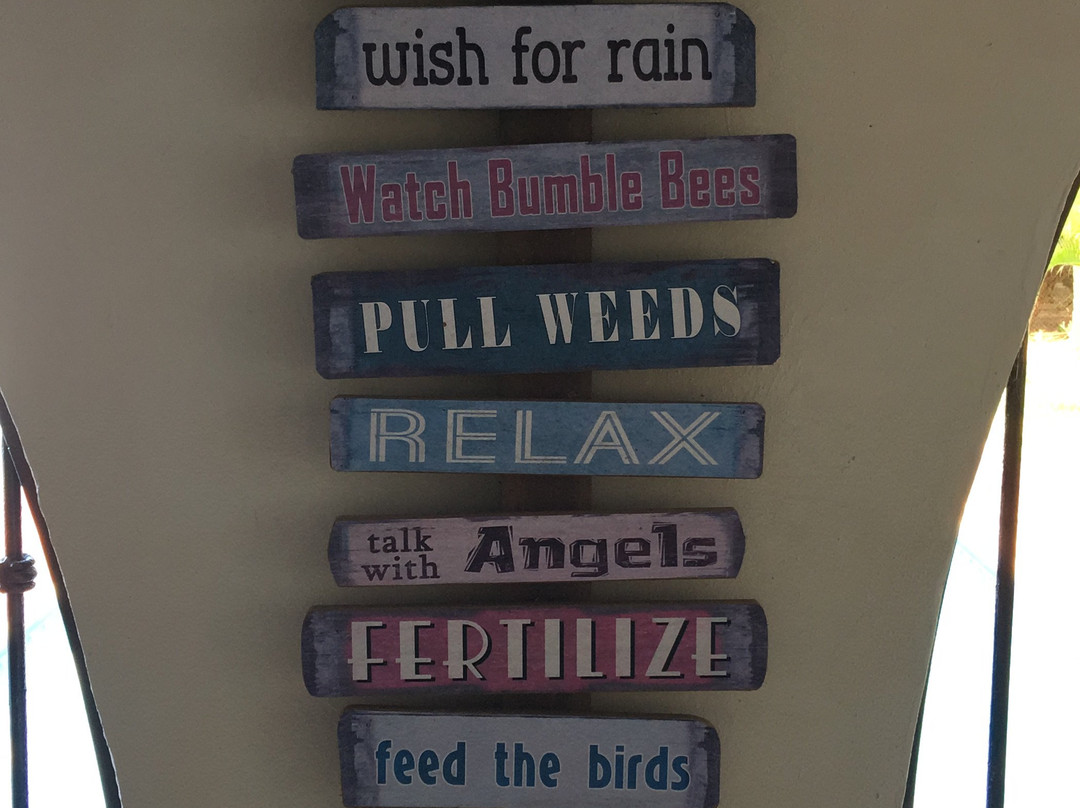 wish for rain
Watch Bumble Bees
PULL WEEDS
RELAX
talk
with Angels
FERTILIZE
feed the birds